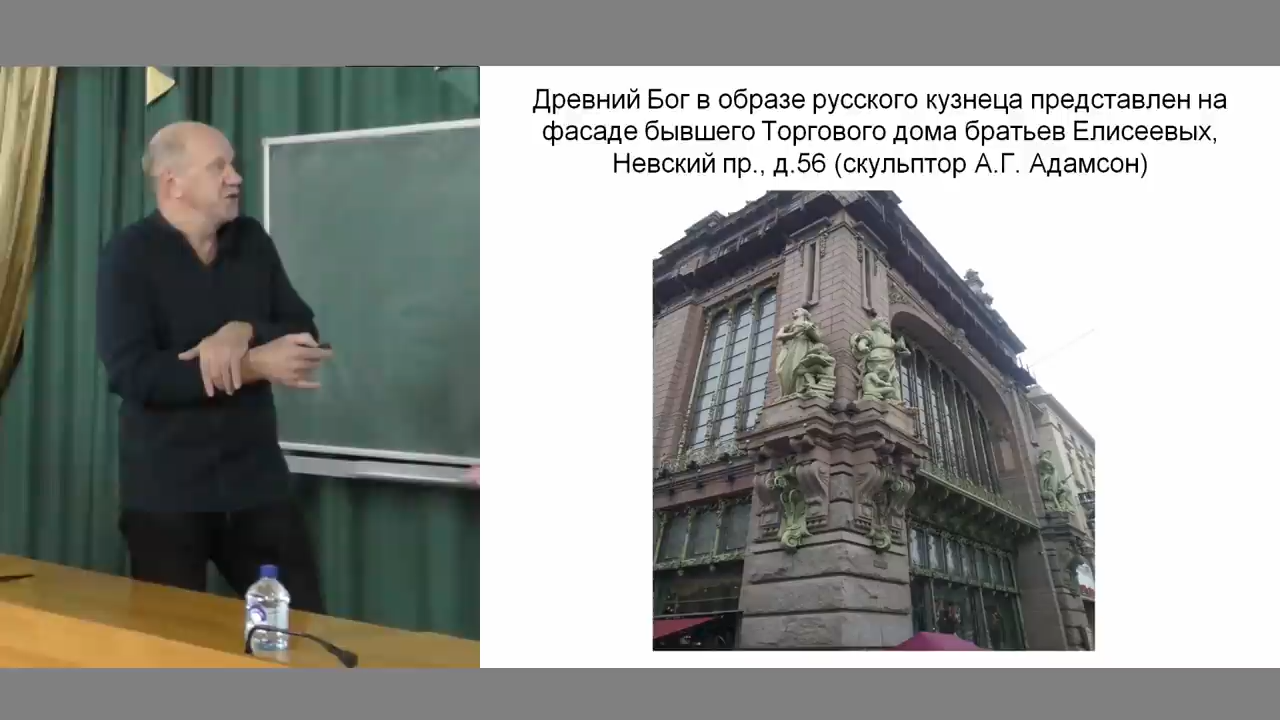 Древний Бог в образе русского кузнеца представлен на
фасаде бывшего Торгового дома братьев Елисеевых,
Невский пр., д.56 (скульптор А.Г. Адамсон)